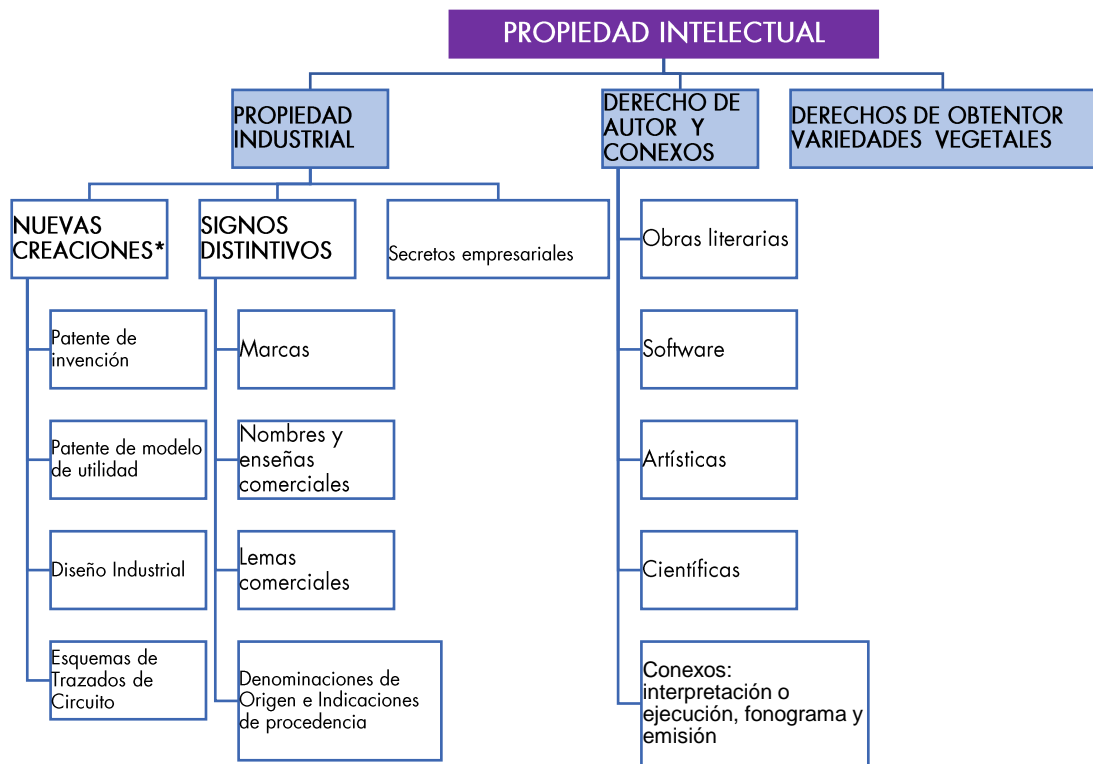 PROPIEDAD INTELECTUAL
PROPIEDAD
INDUSTRIAL
DERECHO DE
AUTOR Y
CONEXOS
DERECHOS DE OBTENTOR
VARIEDADES VEGETALES
NUEVAS
CREACIONES*
SIGNOS
DISTINTIVOS
Secretos empresariales
Patente de
invención
Patente de modelo
de utilidad
Diseño Industrial
Esquemas de
Trazados de
Circuito
Marcas
Nombres y
enseñas
comerciales
Lemas
comerciales
Denominaciones de
Origen e Indicaciones
de procedencia
Obras literarias
Software
Artísticas
Científicas
Conexos:
interpretación o
ejecución, fonograma y
emisión